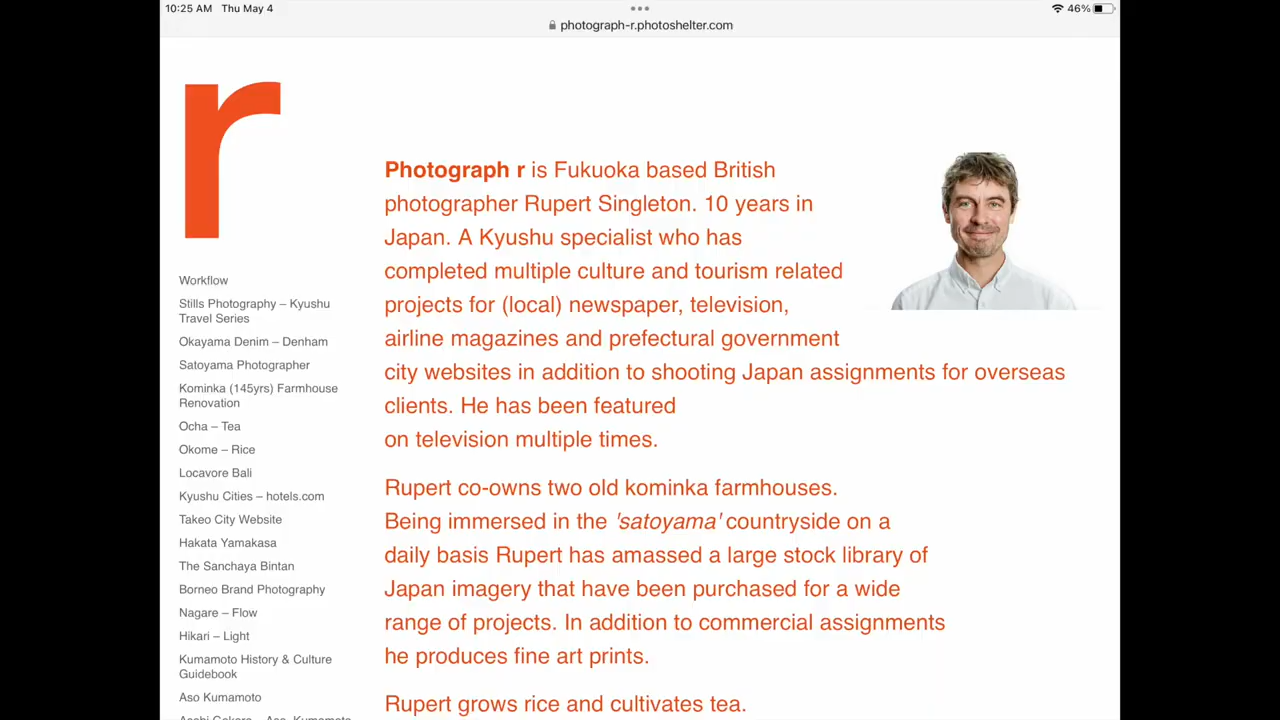 10:25 AM Thu May 4
46%
photograph-r.photoshelter.com
r
Workflow
Stills Photography – Kyushu
Travel Series
Okayama Denim – Denham
Satoyama Photographer
Kominka (145yrs) Farmhouse
Renovation
Ocha – Tea
Okome – Rice
Locavore Bali
Kyushu Cities – hotels.com
Takeo City Website
Hakata Yamakasa
The Sanchaya Bintan
Borneo Brand Photography
Nagare – Flow
Hikari – Light
Kumamoto History & Culture
Guidebook
Aso Kumamoto
Photograph r is Fukuoka based British
photographer Rupert Singleton. 10 years in
Japan. A Kyushu specialist who has
completed multiple culture and tourism related
projects for (local) newspaper, television,
airline magazines and prefectural government
city websites in addition to shooting Japan assignments for overseas
clients. He has been featured
on television multiple times.
Rupert co-owns two old kominka farmhouses.
Being immersed in the 'satoyama' countryside on a
daily basis Rupert has amassed a large stock library of
Japan imagery that have been purchased for a wide
range of projects. In addition to commercial assignments
he produces fine art prints.
Rupert grows rice and cultivates tea.